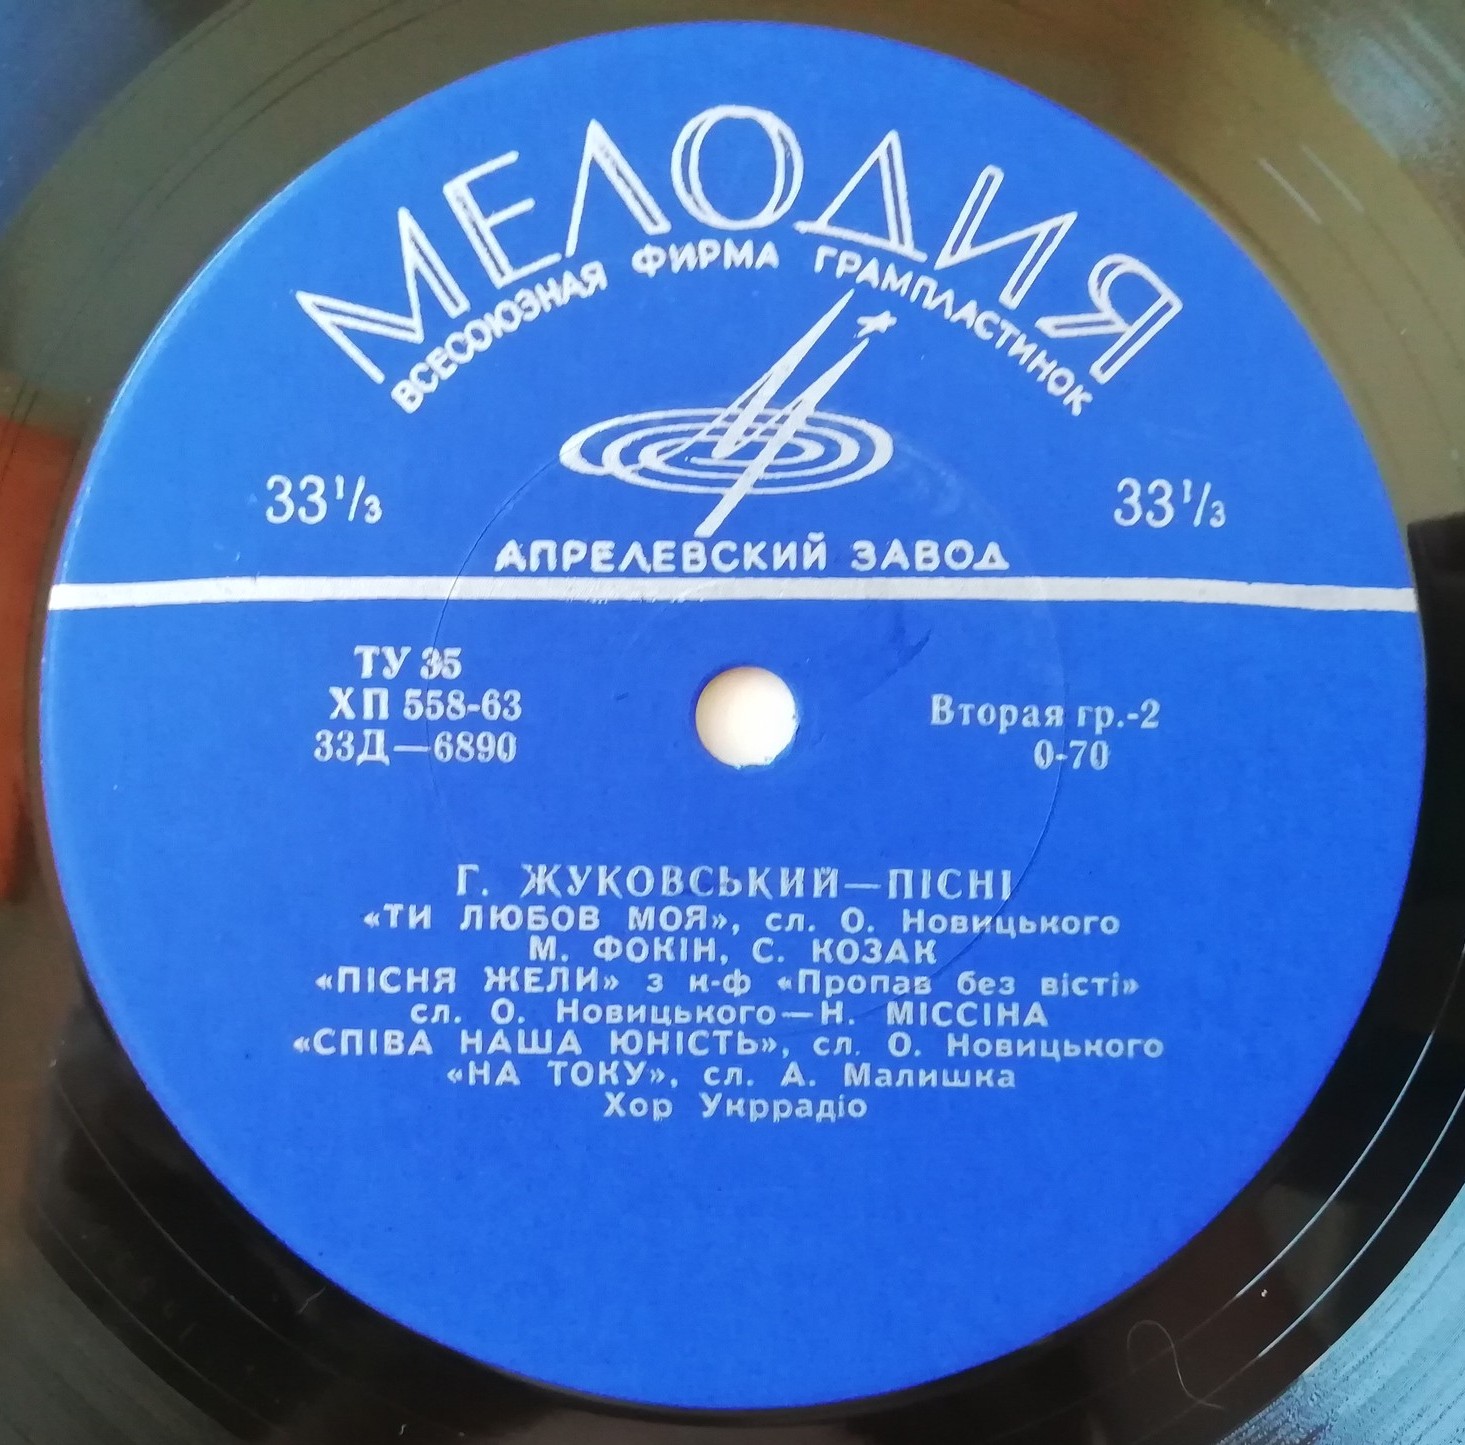 МЕЛОДИЯ
ВСЕСОЮЗНАЯ ФИРМА ГРАМПЛАСТИНОК
33⅓ 33⅓
АПРЕЛЕВСКИЙ ЗАВОД
ТУ 35
ХП 558-63
33Д—6890
Вторая гр.-2
0-70
Г. ЖУКОВСЬКИЙ—ПІСНІ
«ТИ ЛЮБОВ МОЯ», сл. О. Новицького
М. ФОКІН, С. КОЗАК
«ПІСНЯ ЖЕЛИ» з к-ф «Пропав без вісті»
сл. О. Новицького—Н. МІССІНА
«СПІВА НАША ЮНІСТЬ», сл. О. Новицького
«НА ТОКУ», сл. А. Малишка
Хор Укррадіо